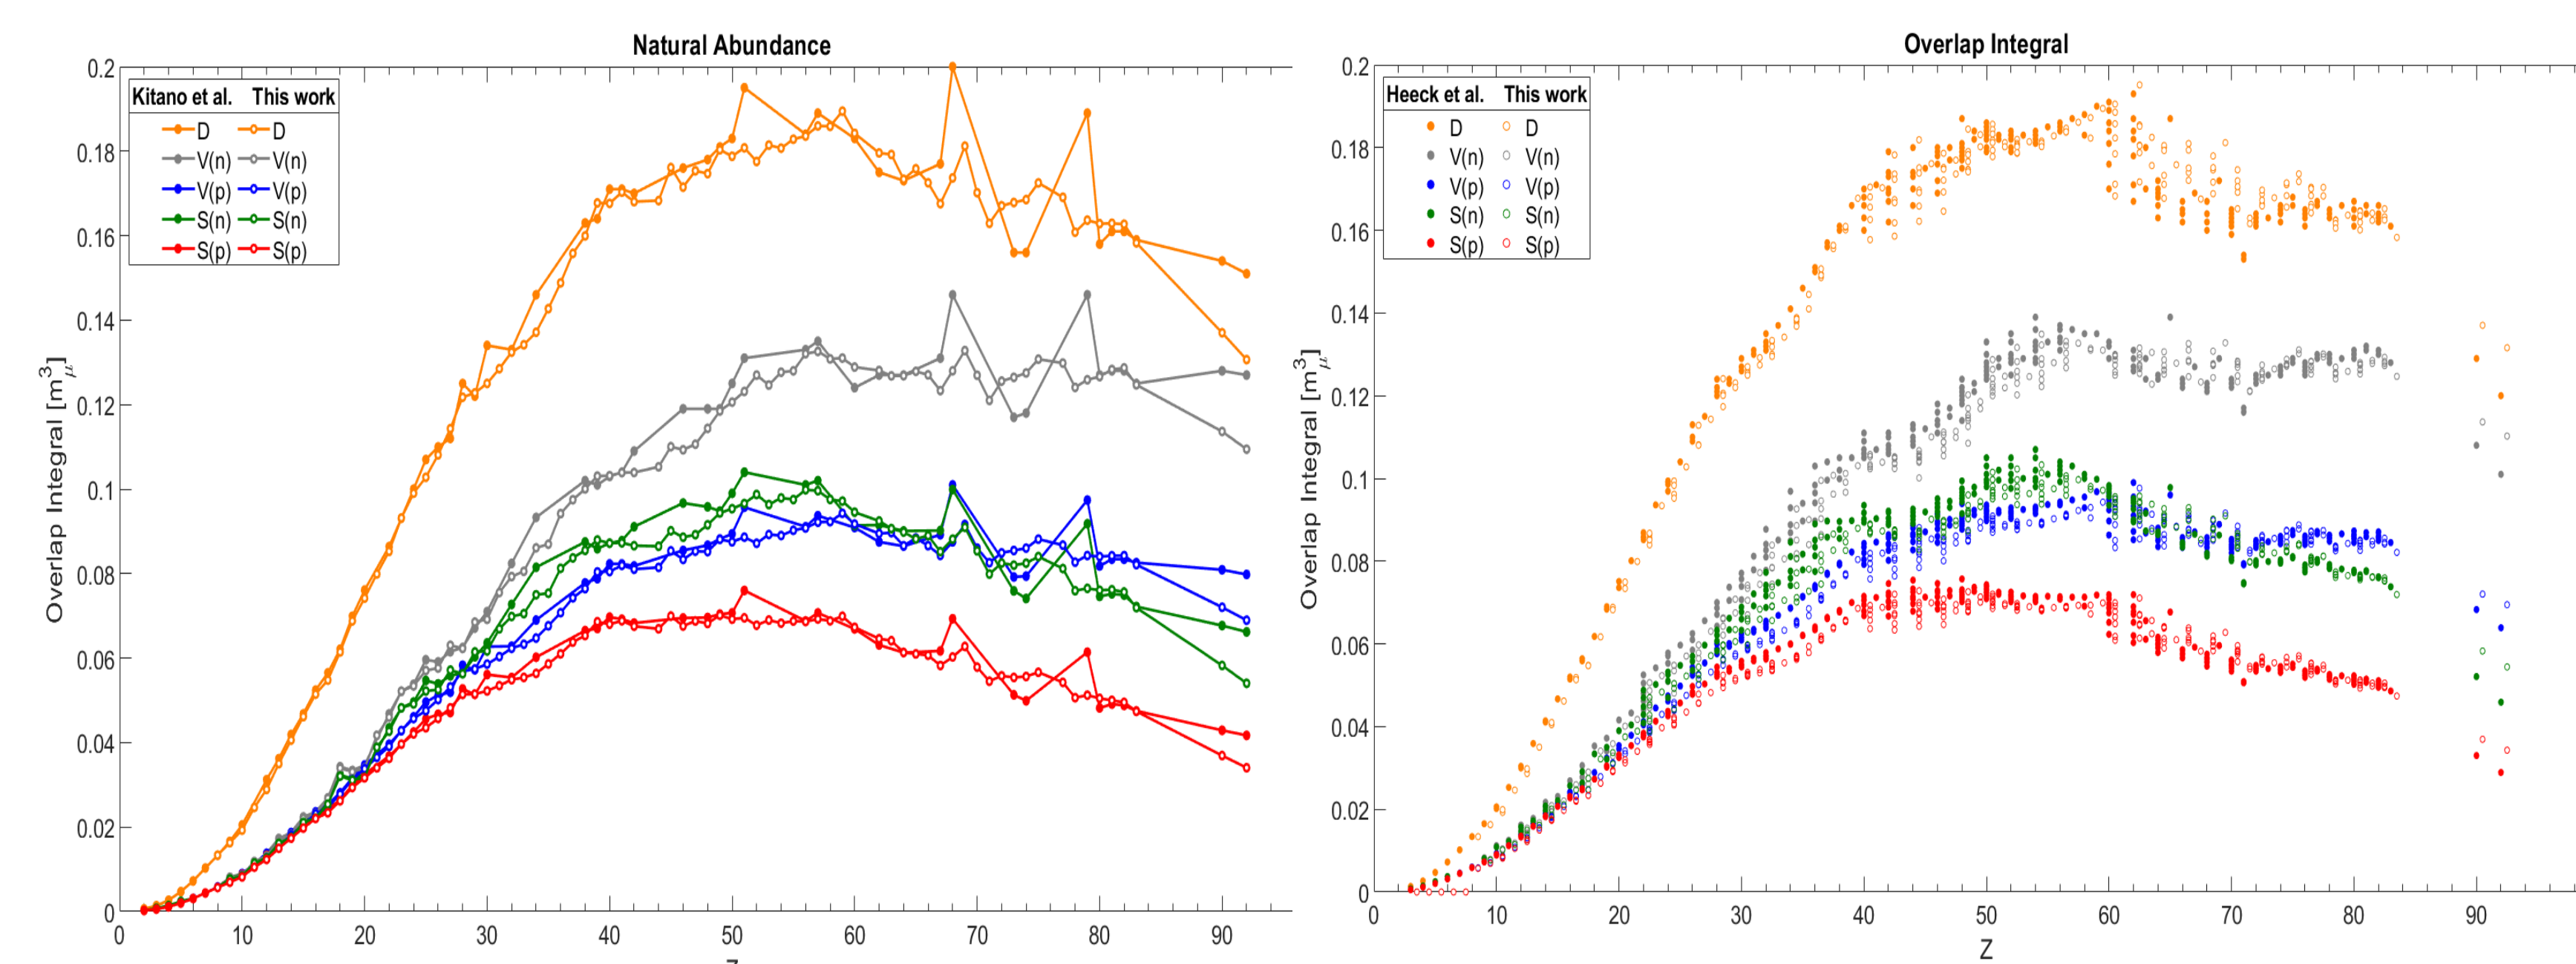 Natural Abundance
Kitano et al. This work
D D
V(n) V(n)
V(p) V(p)
S(n) S(n)
S(p) S(p)
Overlap Integral [m³μ]
0.2
0.18
0.16
0.14
0.12
0.1
0.08
0.06
0.04
0.02
0
0 10 20 30 40 50 60 70 80 90
Overlap Integral
Heeck et al. This work
D D
V(n) V(n)
V(p) V(p)
S(n) S(n)
S(p) S(p)
Overlap Integral [m³μ]
0.2
0.18
0.16
0.14
0.12
0.1
0.08
0.06
0.04
0.02
0
0 10 20 30 40 50 60 70 80 90
Z